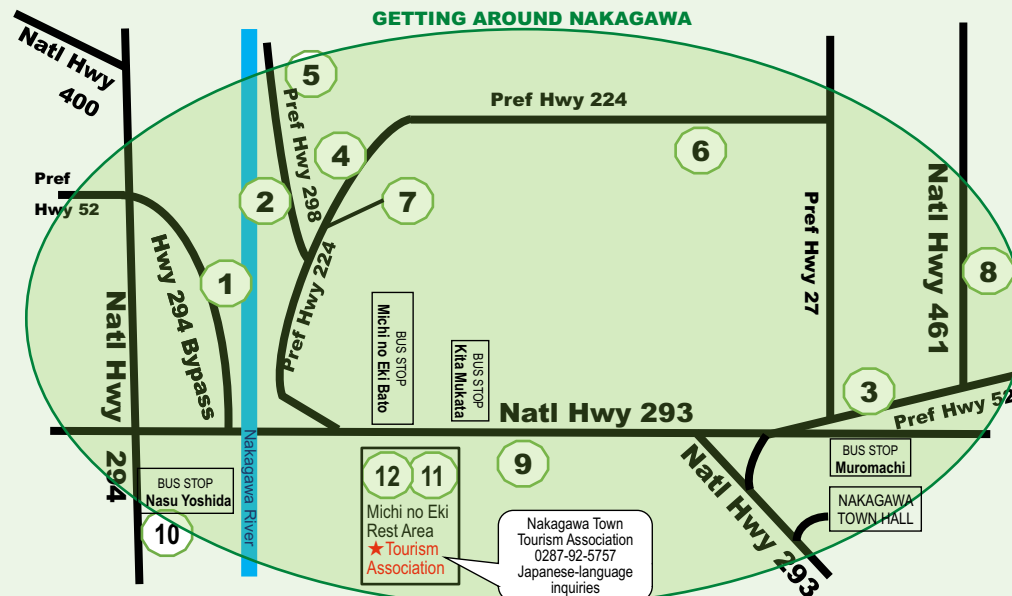 GETTING AROUND NAKAGAWA
Natl Hwy
400
5
Pref Hwy 224
Pref Hwy 298
4
6
Pref
Hwy 52
2
7
Natl Hwy 461
Hwy 294 Bypass
1
Pref Hwy 224
Pref Hwy 27
8
Natl Hwy
294
BUS STOP
Michi no Eki Bato
BUS STOP
Kita Mukata
3
Pref Hwy 52
Natl Hwy 293
Nakagawa River
BUS STOP
Nasu Yoshida
10
12
11
9
Michi no Eki
Rest Area
★Tourism
Association
Nakagawa Town
Tourism Association
0287-92-5757
Japanese-language
inquiries
Natl Hwy 293
BUS STOP
Muromachi
NAKAGAWA
TOWN HALL